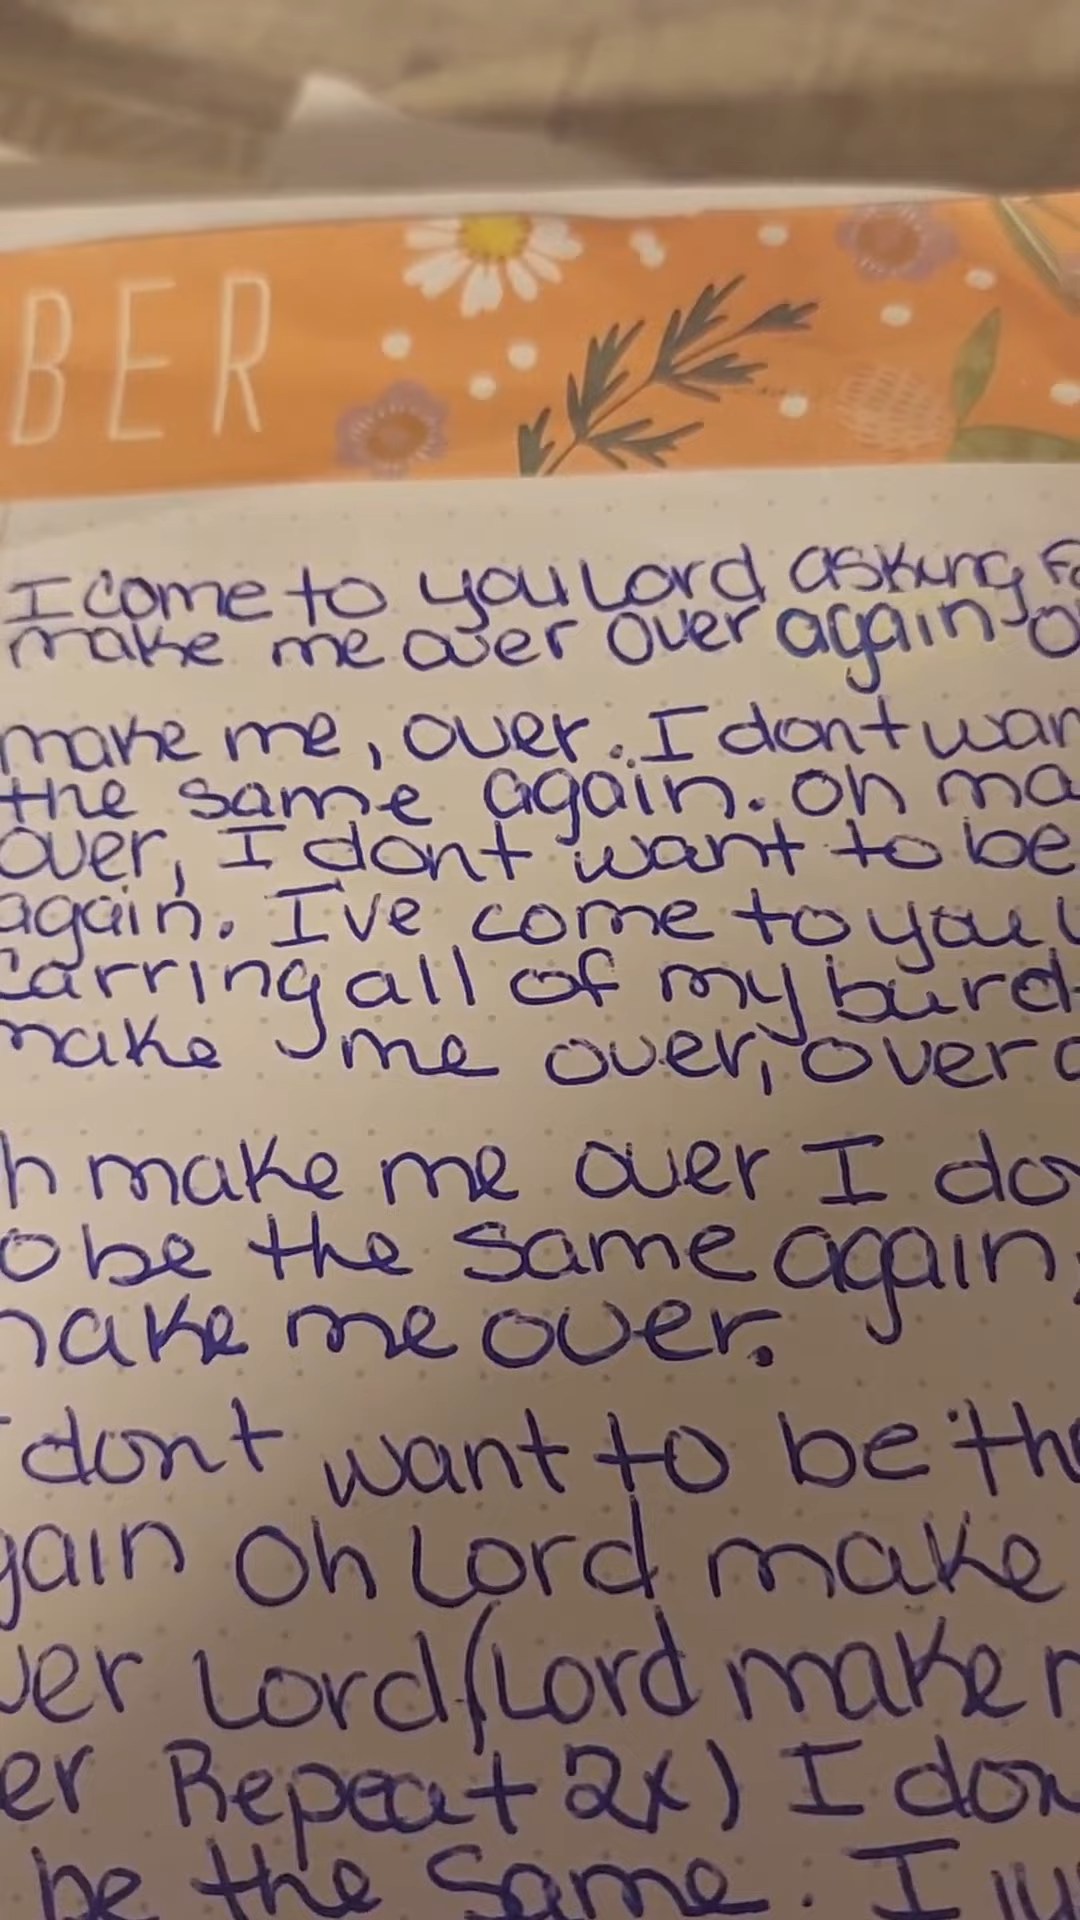 BER
I come to you Lord asking
make me over over again
make me, over. I dont
the same again. oh
over, I dont want to be
again. I've come to you
carring all of my
make me over, over
make me over I
be the same again,
make me over.
dont want to be
Oh Lord make
Lord (Lord make
Repeat 2x) I
be the same. I